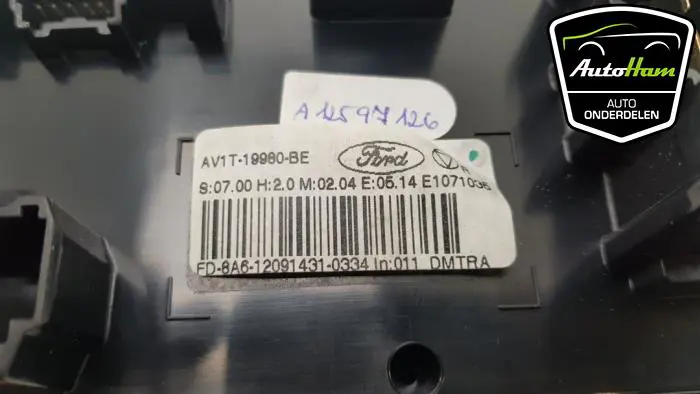 AutoHam
AUTO
ONDERDELEN
A 12597126
AV1T-19980-BE
Ford
S:07.00 H:2.0 M:02.04 E:05.14 E1071036
FD-8A6-12091431-0334 In:011 DMTRA